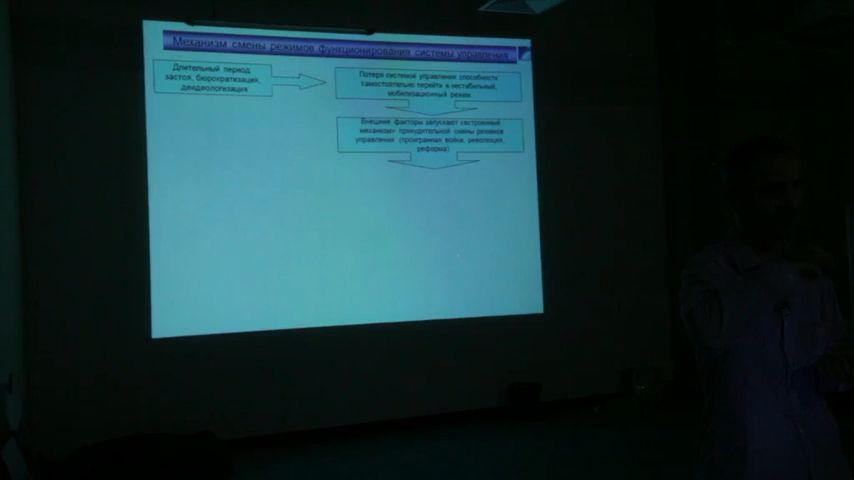 Механизм смены режимов функционирования системы управления
Длительный период
застоя, бюрократизация,
деидеологизация
Потеря системой управления способности
самостоятельно перейти в нестабильный,
мобилизационный режим
Внешние факторы запускают «встроенный
механизм» принудительной смены режимов
управления (проигранная война, революция,
реформа)